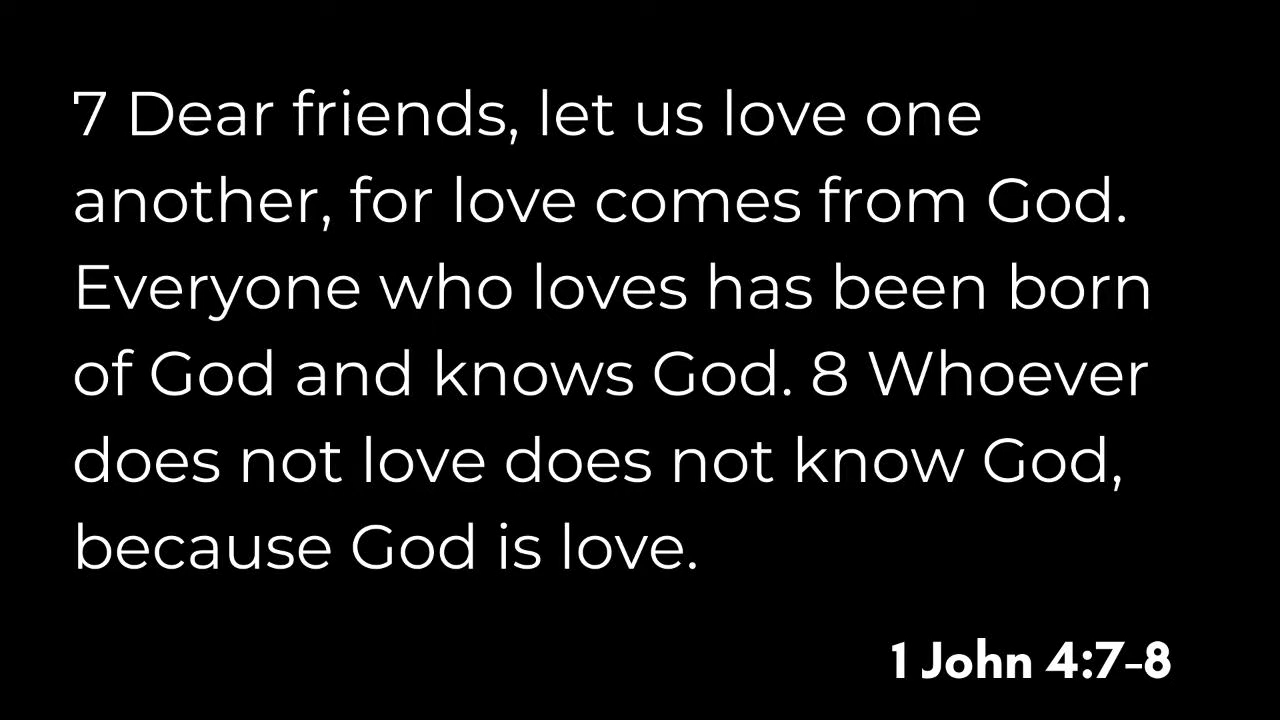 7 Dear friends, let us love one
another, for love comes from God.
Everyone who loves has been born
of God and knows God. 8 Whoever
does not love does not know God,
because God is love.
1 John 4:7-8